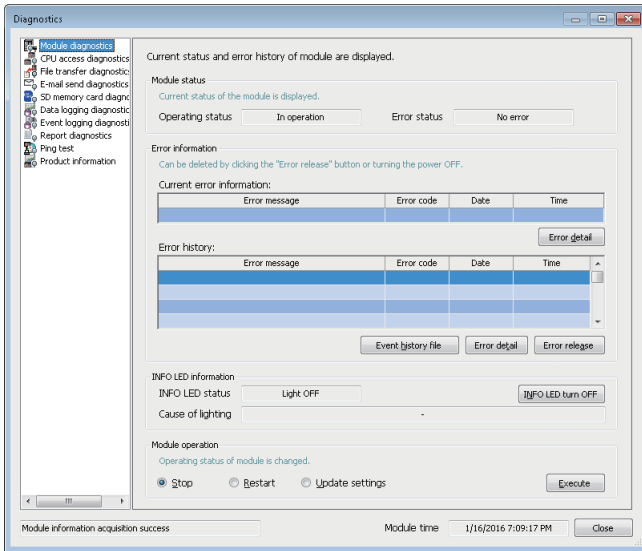 Diagnostics
Module diagnostics
CPU access diagnostics
File transfer diagnostic
E-mail send diagnostics
SD memory card diagno
Data logging diagnostic
Event logging diagnosti
Report diagnostics
Ping test
Product information
Current status and error history of module are displayed.
Module status
Current status of the module is displayed.
Operating status In operation Error status No error
Error information
Can be deleted by clicking the "Error release" button or turning the power OFF.
Current error information:
Error message Error code Date Time
Error detail
Error history:
Error message Error code Date Time
Event history file Error detail Error release
INFO LED information
INFO LED status Light OFF INFO LED turn OFF
Cause of lighting -
Module operation
Operating status of module is changed.
Stop Restart Update settings Execute
Module information acquisition success Module time 1/16/2016 7:09:17 PM Close